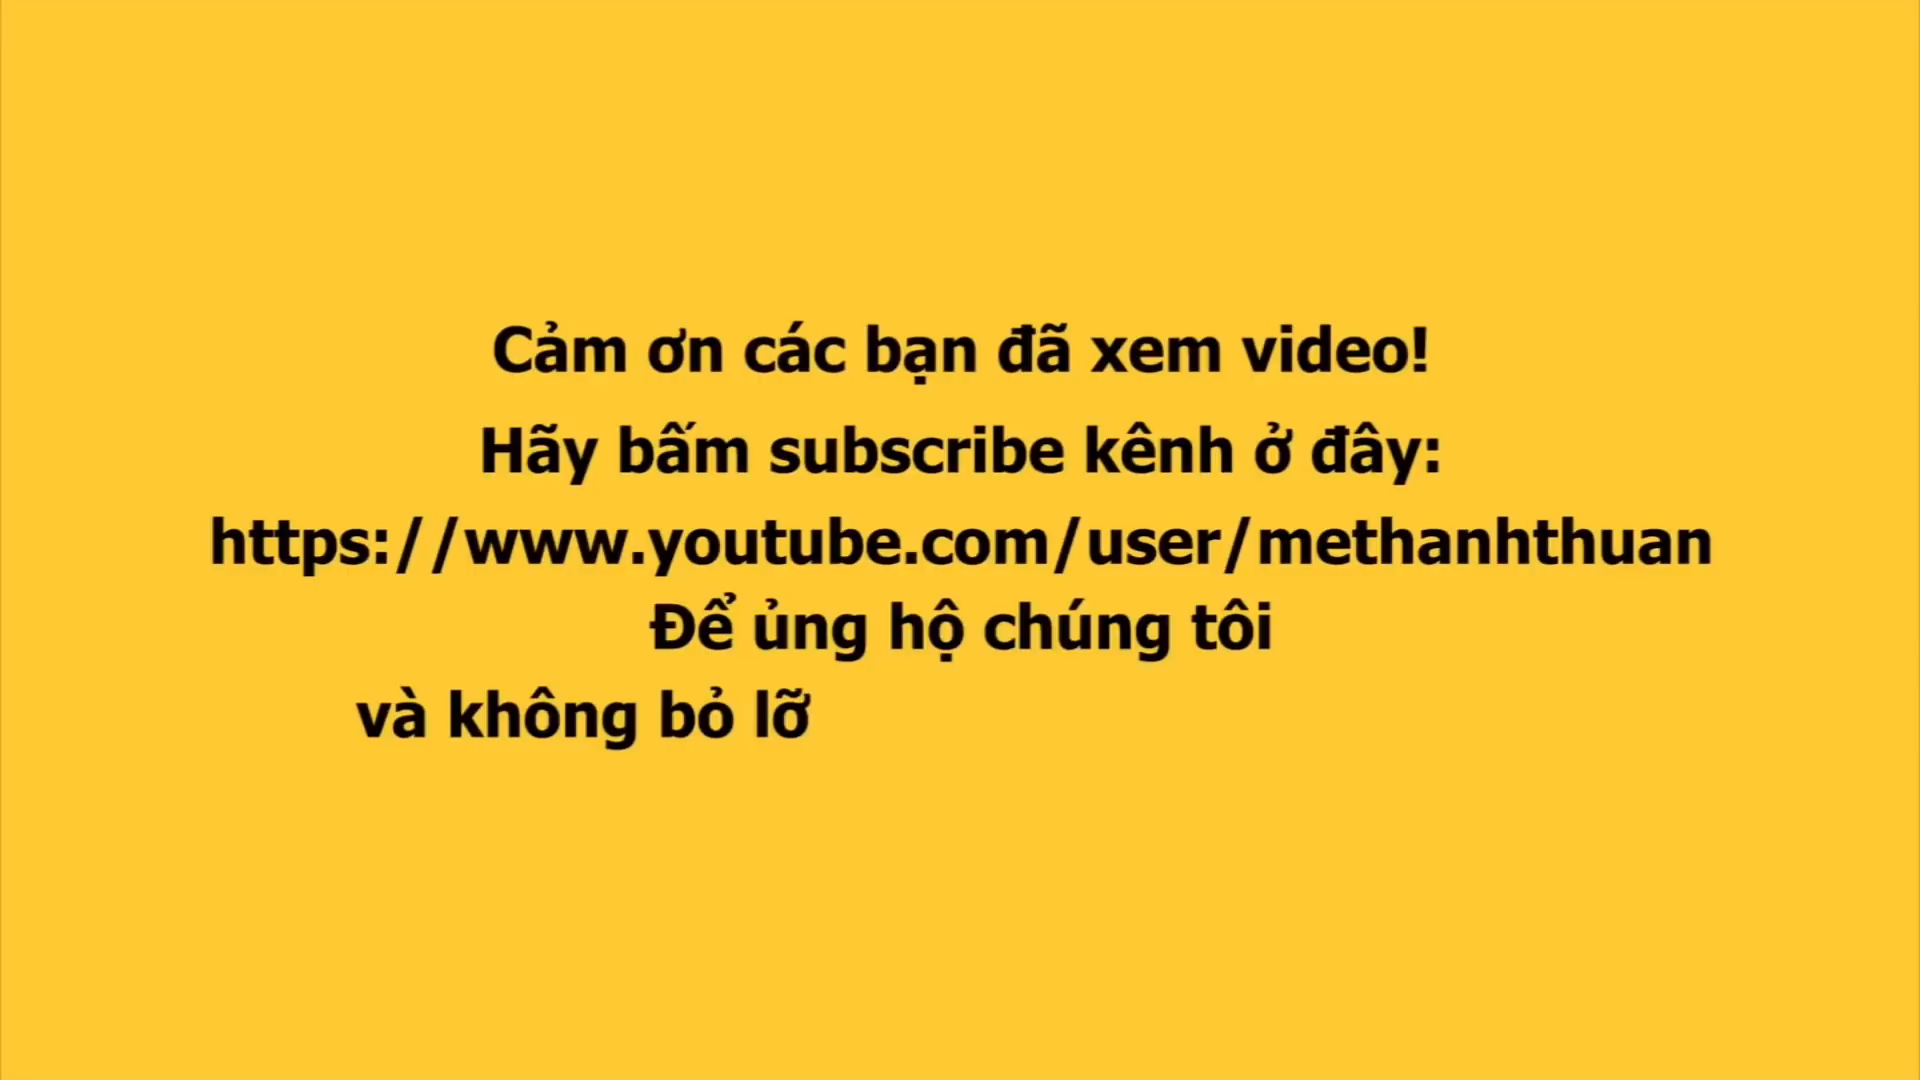 Cảm ơn các bạn đã xem video!
Hãy bấm subscribe kênh ở đây:
https://www.youtube.com/user/methanhthuan
Để ủng hộ chúng tôi
và không bỏ lỡ